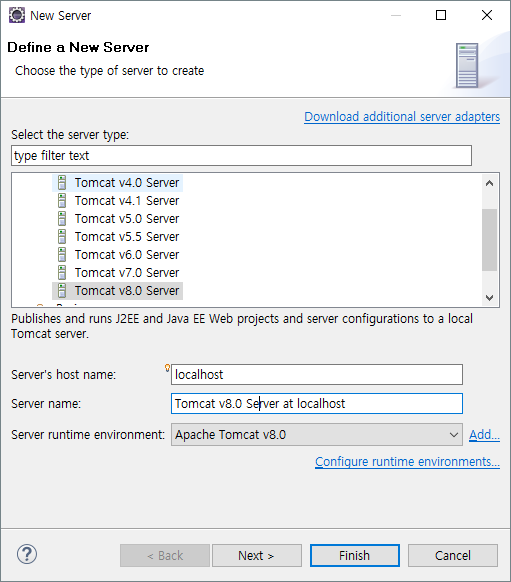 New Server
Define a New Server
Choose the type of server to create
Download additional server adapters
Select the server type:
type filter text
Tomcat v4.0 Server
Tomcat v4.1 Server
Tomcat v5.0 Server
Tomcat v5.5 Server
Tomcat v6.0 Server
Tomcat v7.0 Server
Tomcat v8.0 Server
Publishes and runs J2EE and Java EE Web projects and server configurations to a local
Tomcat server.
Server's host name: localhost
Server name: Tomcat v8.0 Server at localhost
Server runtime environment: Apache Tomcat v8.0 Add...
Configure runtime environments...
? < Back Next > Finish Cancel